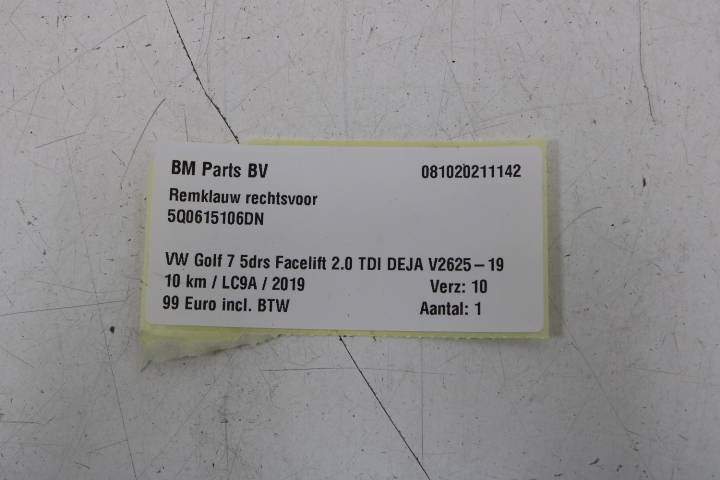 BM Parts BV 081020211142
Remklauw rechtsvoor
5Q0615106DN
VW Golf 7 5drs Facelift 2.0 TDI DEJA V2625-19
10 km / LC9A / 2019 Verz: 10
99 Euro incl. BTW Aantal: 1